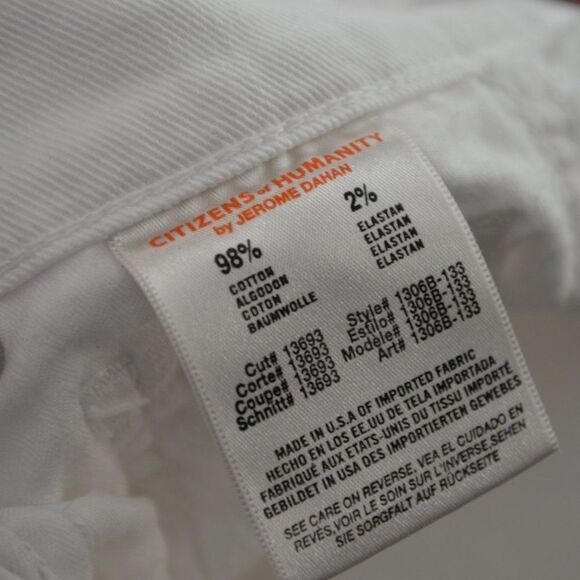 CITIZENS of HUMANITY
by JEROME DAHAN
98%
COTTON
ALGODON
COTON
BAUMWOLLE
2%
ELASTAN
ELASTAN
ELASTAN
ELASTAN
Cut# 13693
Corte# 13693
Coupe# 13693
Schnitt# 13693
Style# 1306B-133
Estilo# 1306B-133
Modele# 1306B-133
Art# 1306B-133
MADE IN U.S.A OF IMPORTED FABRIC
HECHO EN LOS EE.UU DE TELA IMPORTADA
FABRIQUÉ AUX ETATS-UNIS DU TISSU IMPORTÉ
GEBILDET IN USA DES IMPORTIERTEN GEWEBES
SEE CARE ON REVERSE, VEA EL CUIDADO EN
REVÉS, VOIR LE SOIN SUR L'INVERSE, SEHEN
SIE SORGFALT AUF RÜCKSEITE